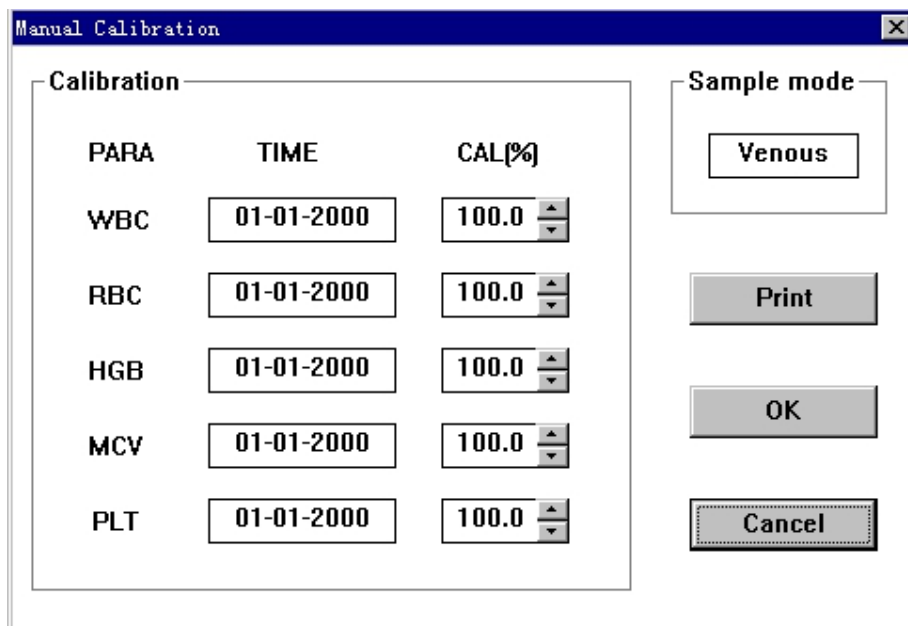 Manual Calibration
Calibration
PARA TIME CAL(%)
WBC 01-01-2000 100.0
RBC 01-01-2000 100.0
HGB 01-01-2000 100.0
MCV 01-01-2000 100.0
PLT 01-01-2000 100.0
Sample mode
Venous
Print
OK
Cancel